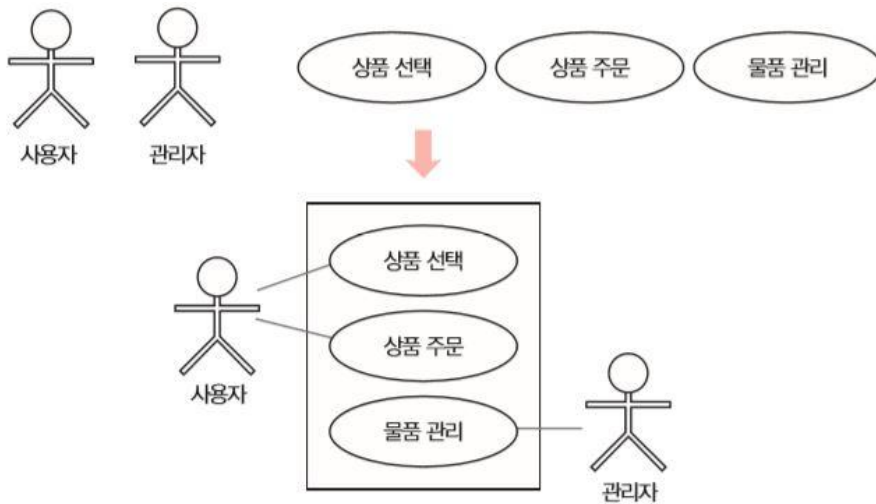 상품 선택 상품 주문 물품 관리
사용자 관리자
상품 선택
상품 주문
사용자
물품 관리
관리자